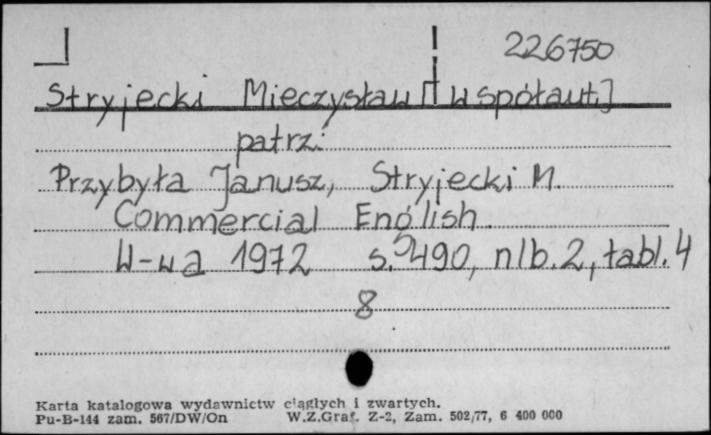 226750
Stryjecki Mieczysław [współaut.]
patrz:
Przybyła Janusz, Stryjecki M.
Commercial English.
W-wa 1972 s. 490, nlb. 2, tabl. 4
8
Karta katalogowa wydawnictw ciągłych i zwartych.
Pu-B-144 zam. 567/DW/On W.Z.Graf. Z-2, Zam. 502/77, 6 400 000